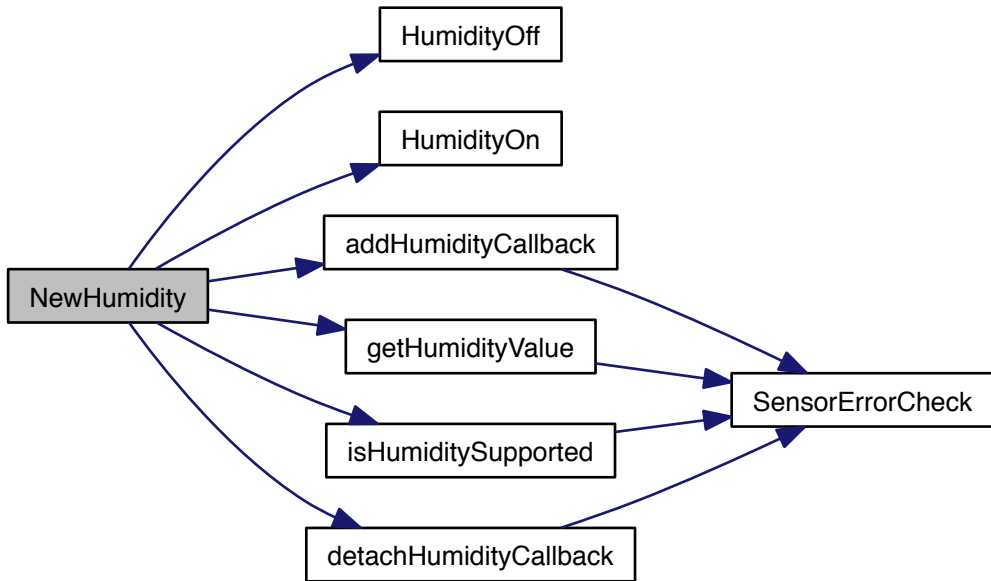 HumidityOff
HumidityOn
addHumidityCallback
NewHumidity
getHumidityValue
SensorErrorCheck
isHumiditySupported
detachHumidityCallback